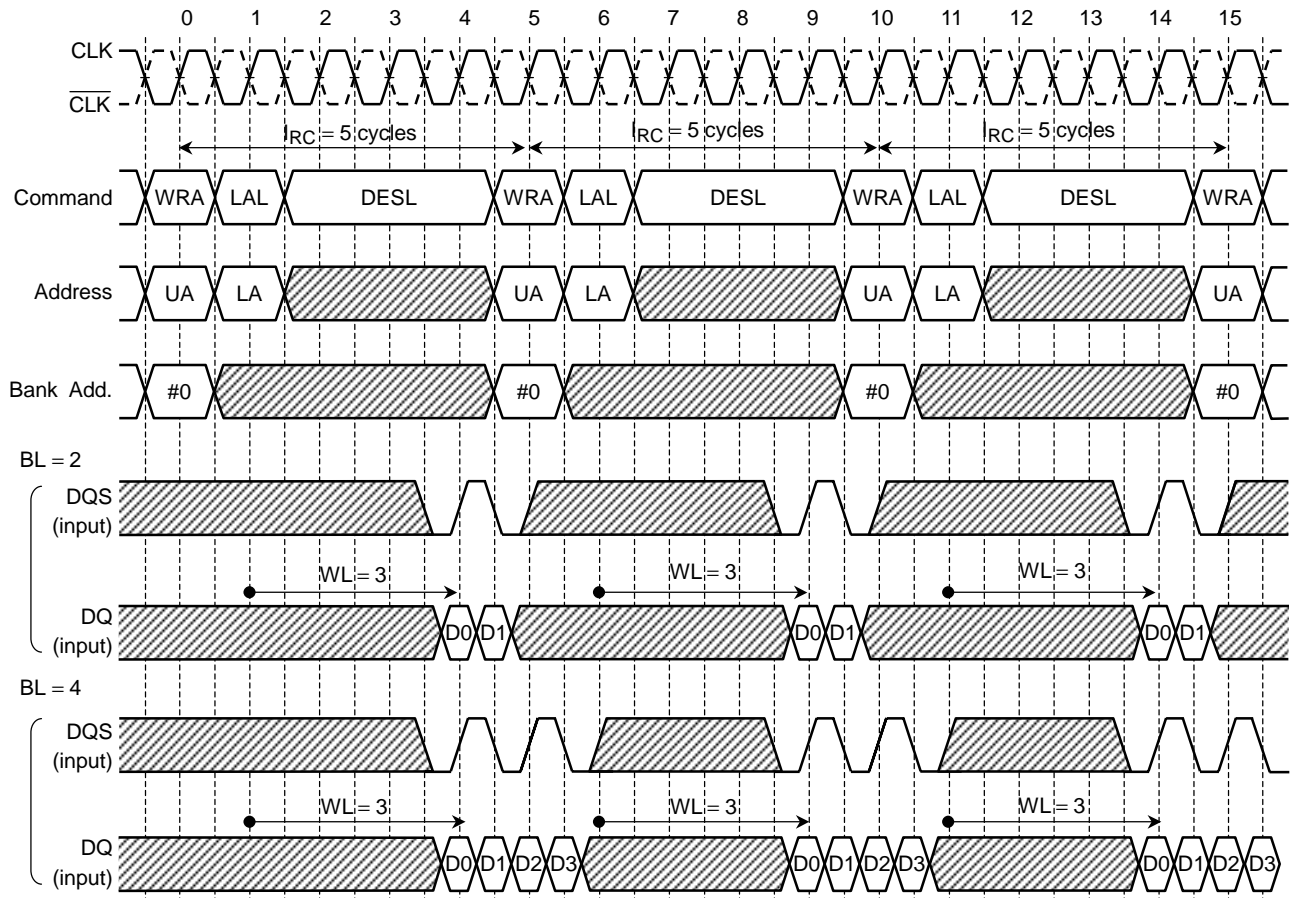 0 1 2 3 4 5 6 7 8 9 10 11 12 13 14 15
CLK
CLK
IRC = 5 cycles IRC = 5 cycles IRC = 5 cycles
Command WRA LAL DESL WRA LAL DESL WRA LAL DESL WRA
Address UA LA UA LA UA LA UA
Bank Add. #0 #0 #0 #0
BL = 2
DQS
(input)
WL = 3 WL = 3 WL = 3
DQ
(input)
D0 D1 D0 D1 D0 D1
BL = 4
DQS
(input)
WL = 3 WL = 3 WL = 3
DQ
(input)
D0 D1 D2 D3 D0 D1 D2 D3 D0 D1 D2 D3